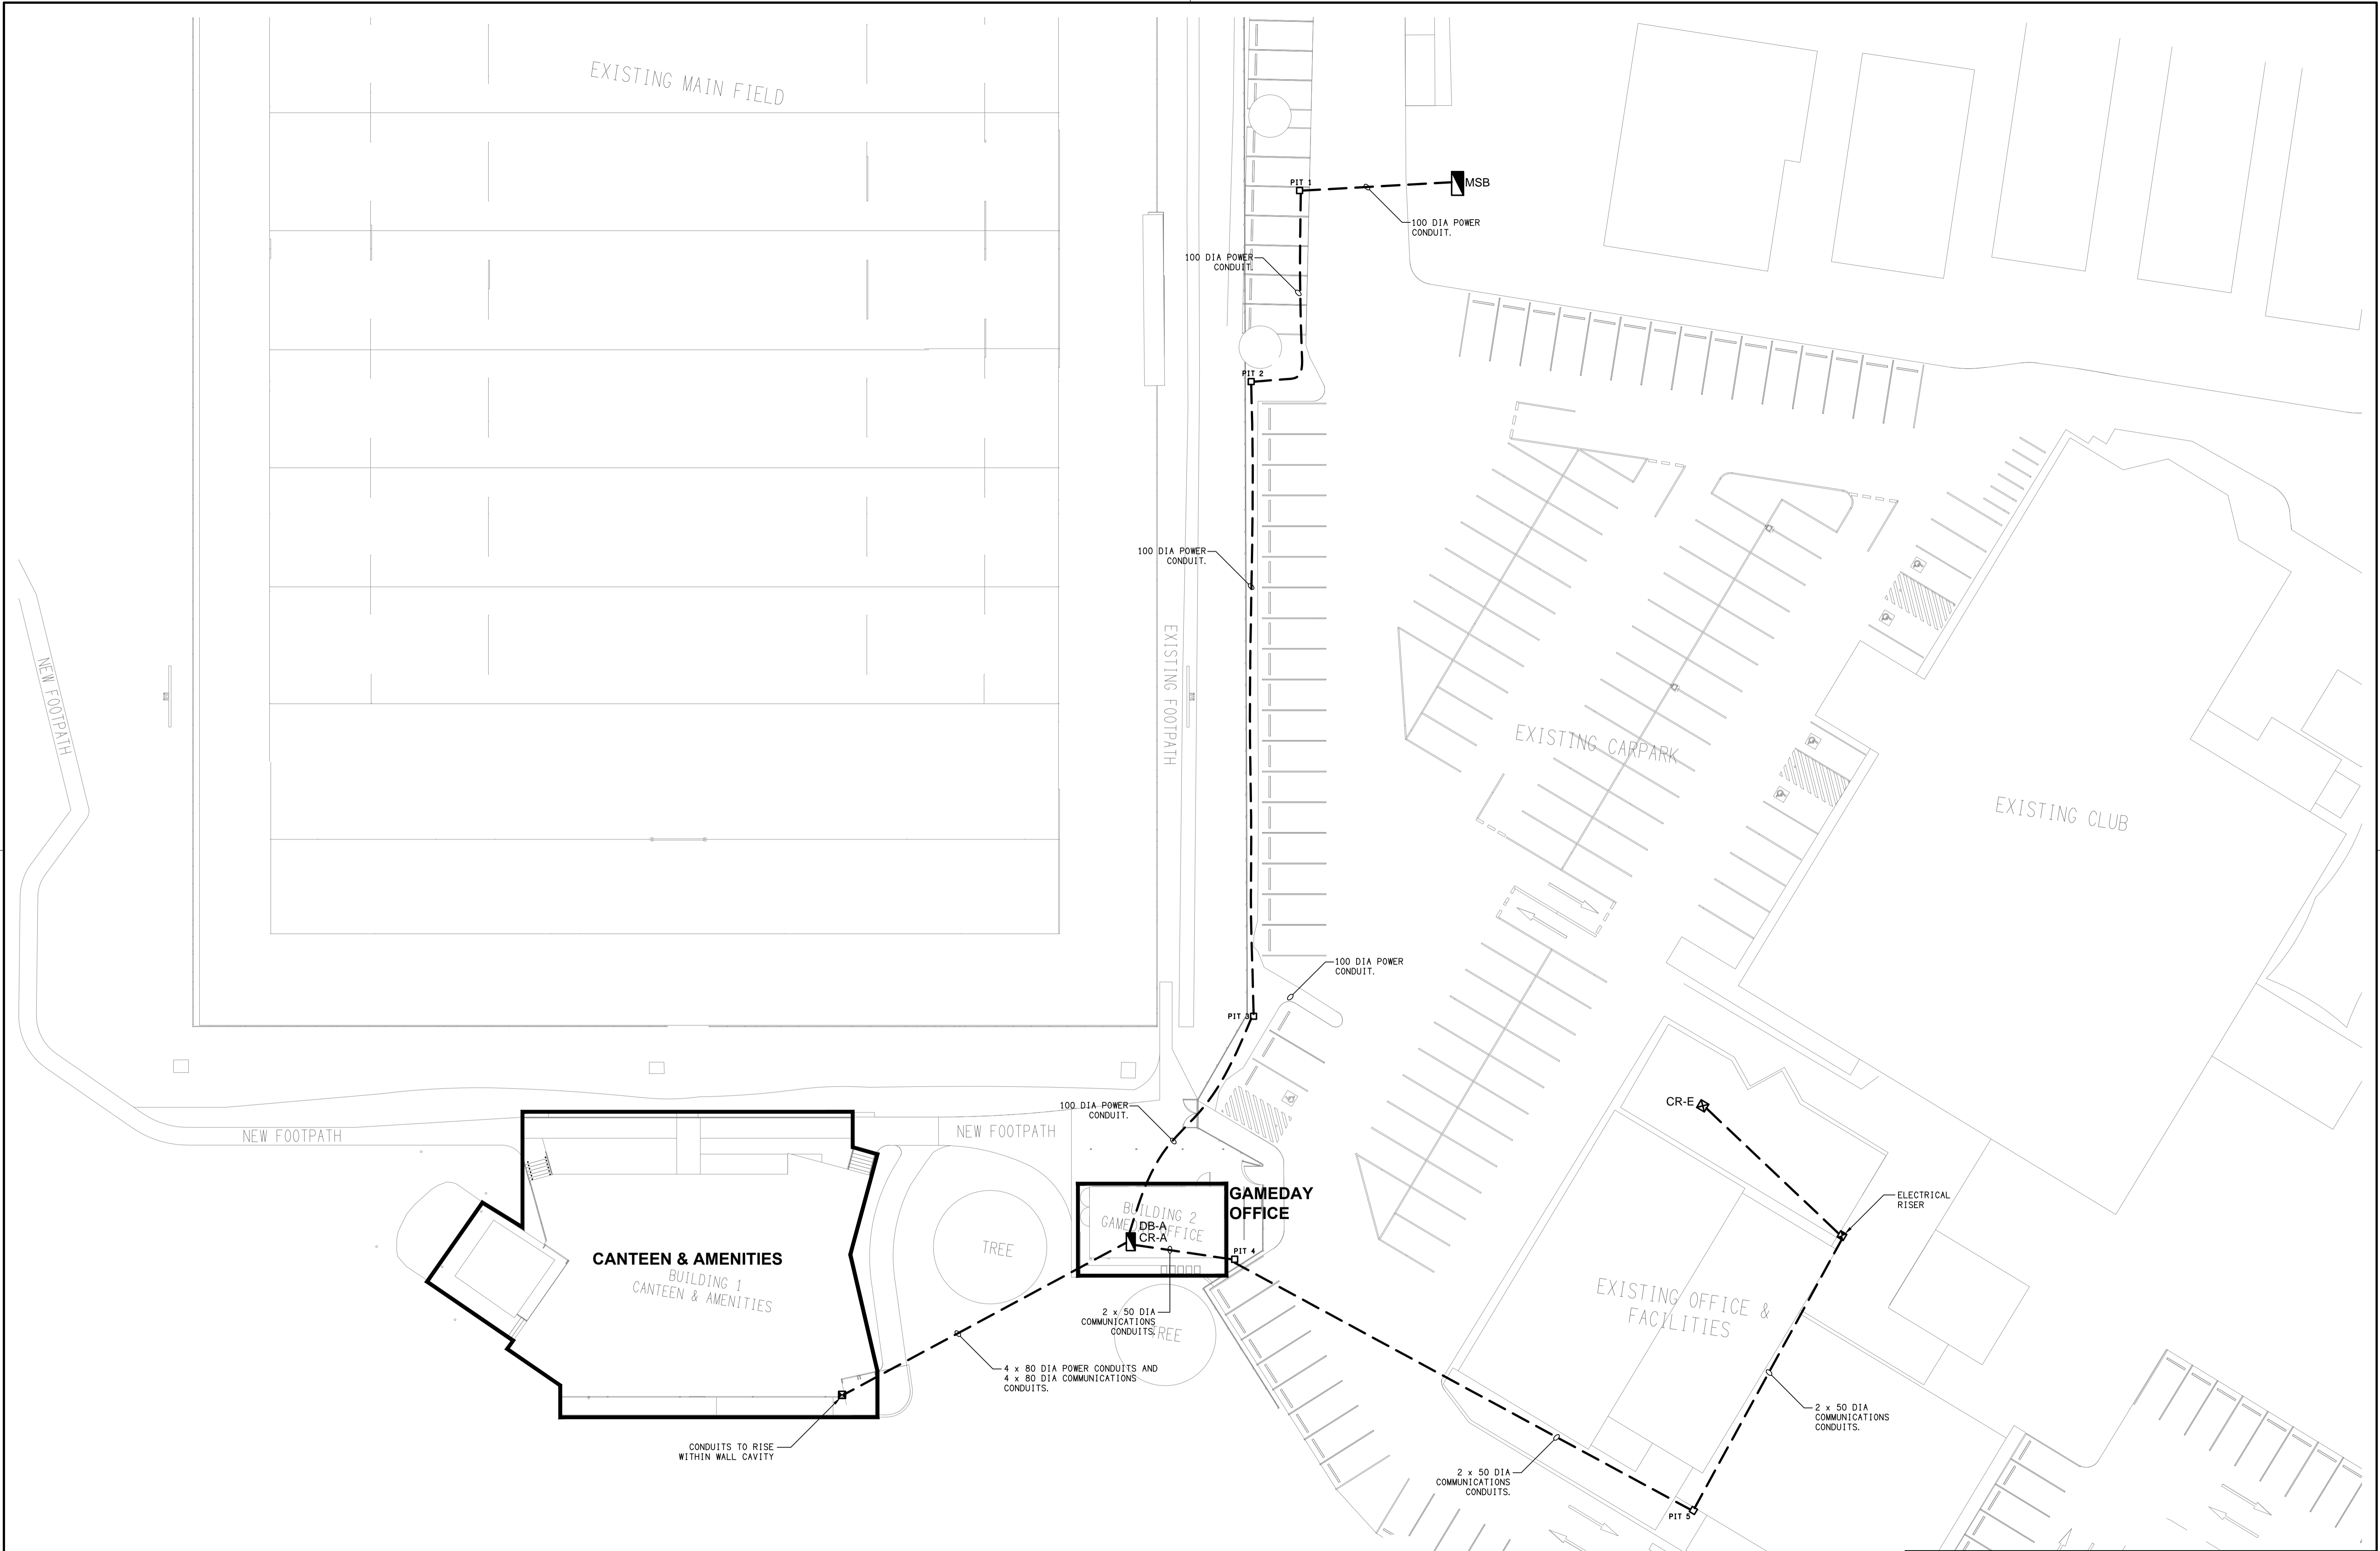 EXISTING MAIN FIELD
PIT 1
MSB
100 DIA POWER
CONDUIT.
100 DIA POWER
CONDUIT.
PIT 2
100 DIA POWER
CONDUIT.
EXISTING FOOTPATH
NEW FOOTPATH
EXISTING CARPARK
EXISTING CLUB
100 DIA POWER
CONDUIT.
PIT 3
100 DIA POWER
CONDUIT.
CR-E
NEW FOOTPATH
NEW FOOTPATH
GAMEDAY
OFFICE
BUILDING 2
GAMEDAY OFFICE
DB-A
CR-A
ELECTRICAL
RISER
PIT 4
TREE
CANTEEN & AMENITIES
BUILDING 1
CANTEEN & AMENITIES
EXISTING OFFICE &
FACILITIES
2 x 50 DIA
COMMUNICATIONS
CONDUITS.
TREE
4 x 80 DIA POWER CONDUITS AND
4 x 80 DIA COMMUNICATIONS
CONDUITS.
2 x 50 DIA
COMMUNICATIONS
CONDUITS.
CONDUITS TO RISE
WITHIN WALL CAVITY
2 x 50 DIA
COMMUNICATIONS
CONDUITS.
PIT 5